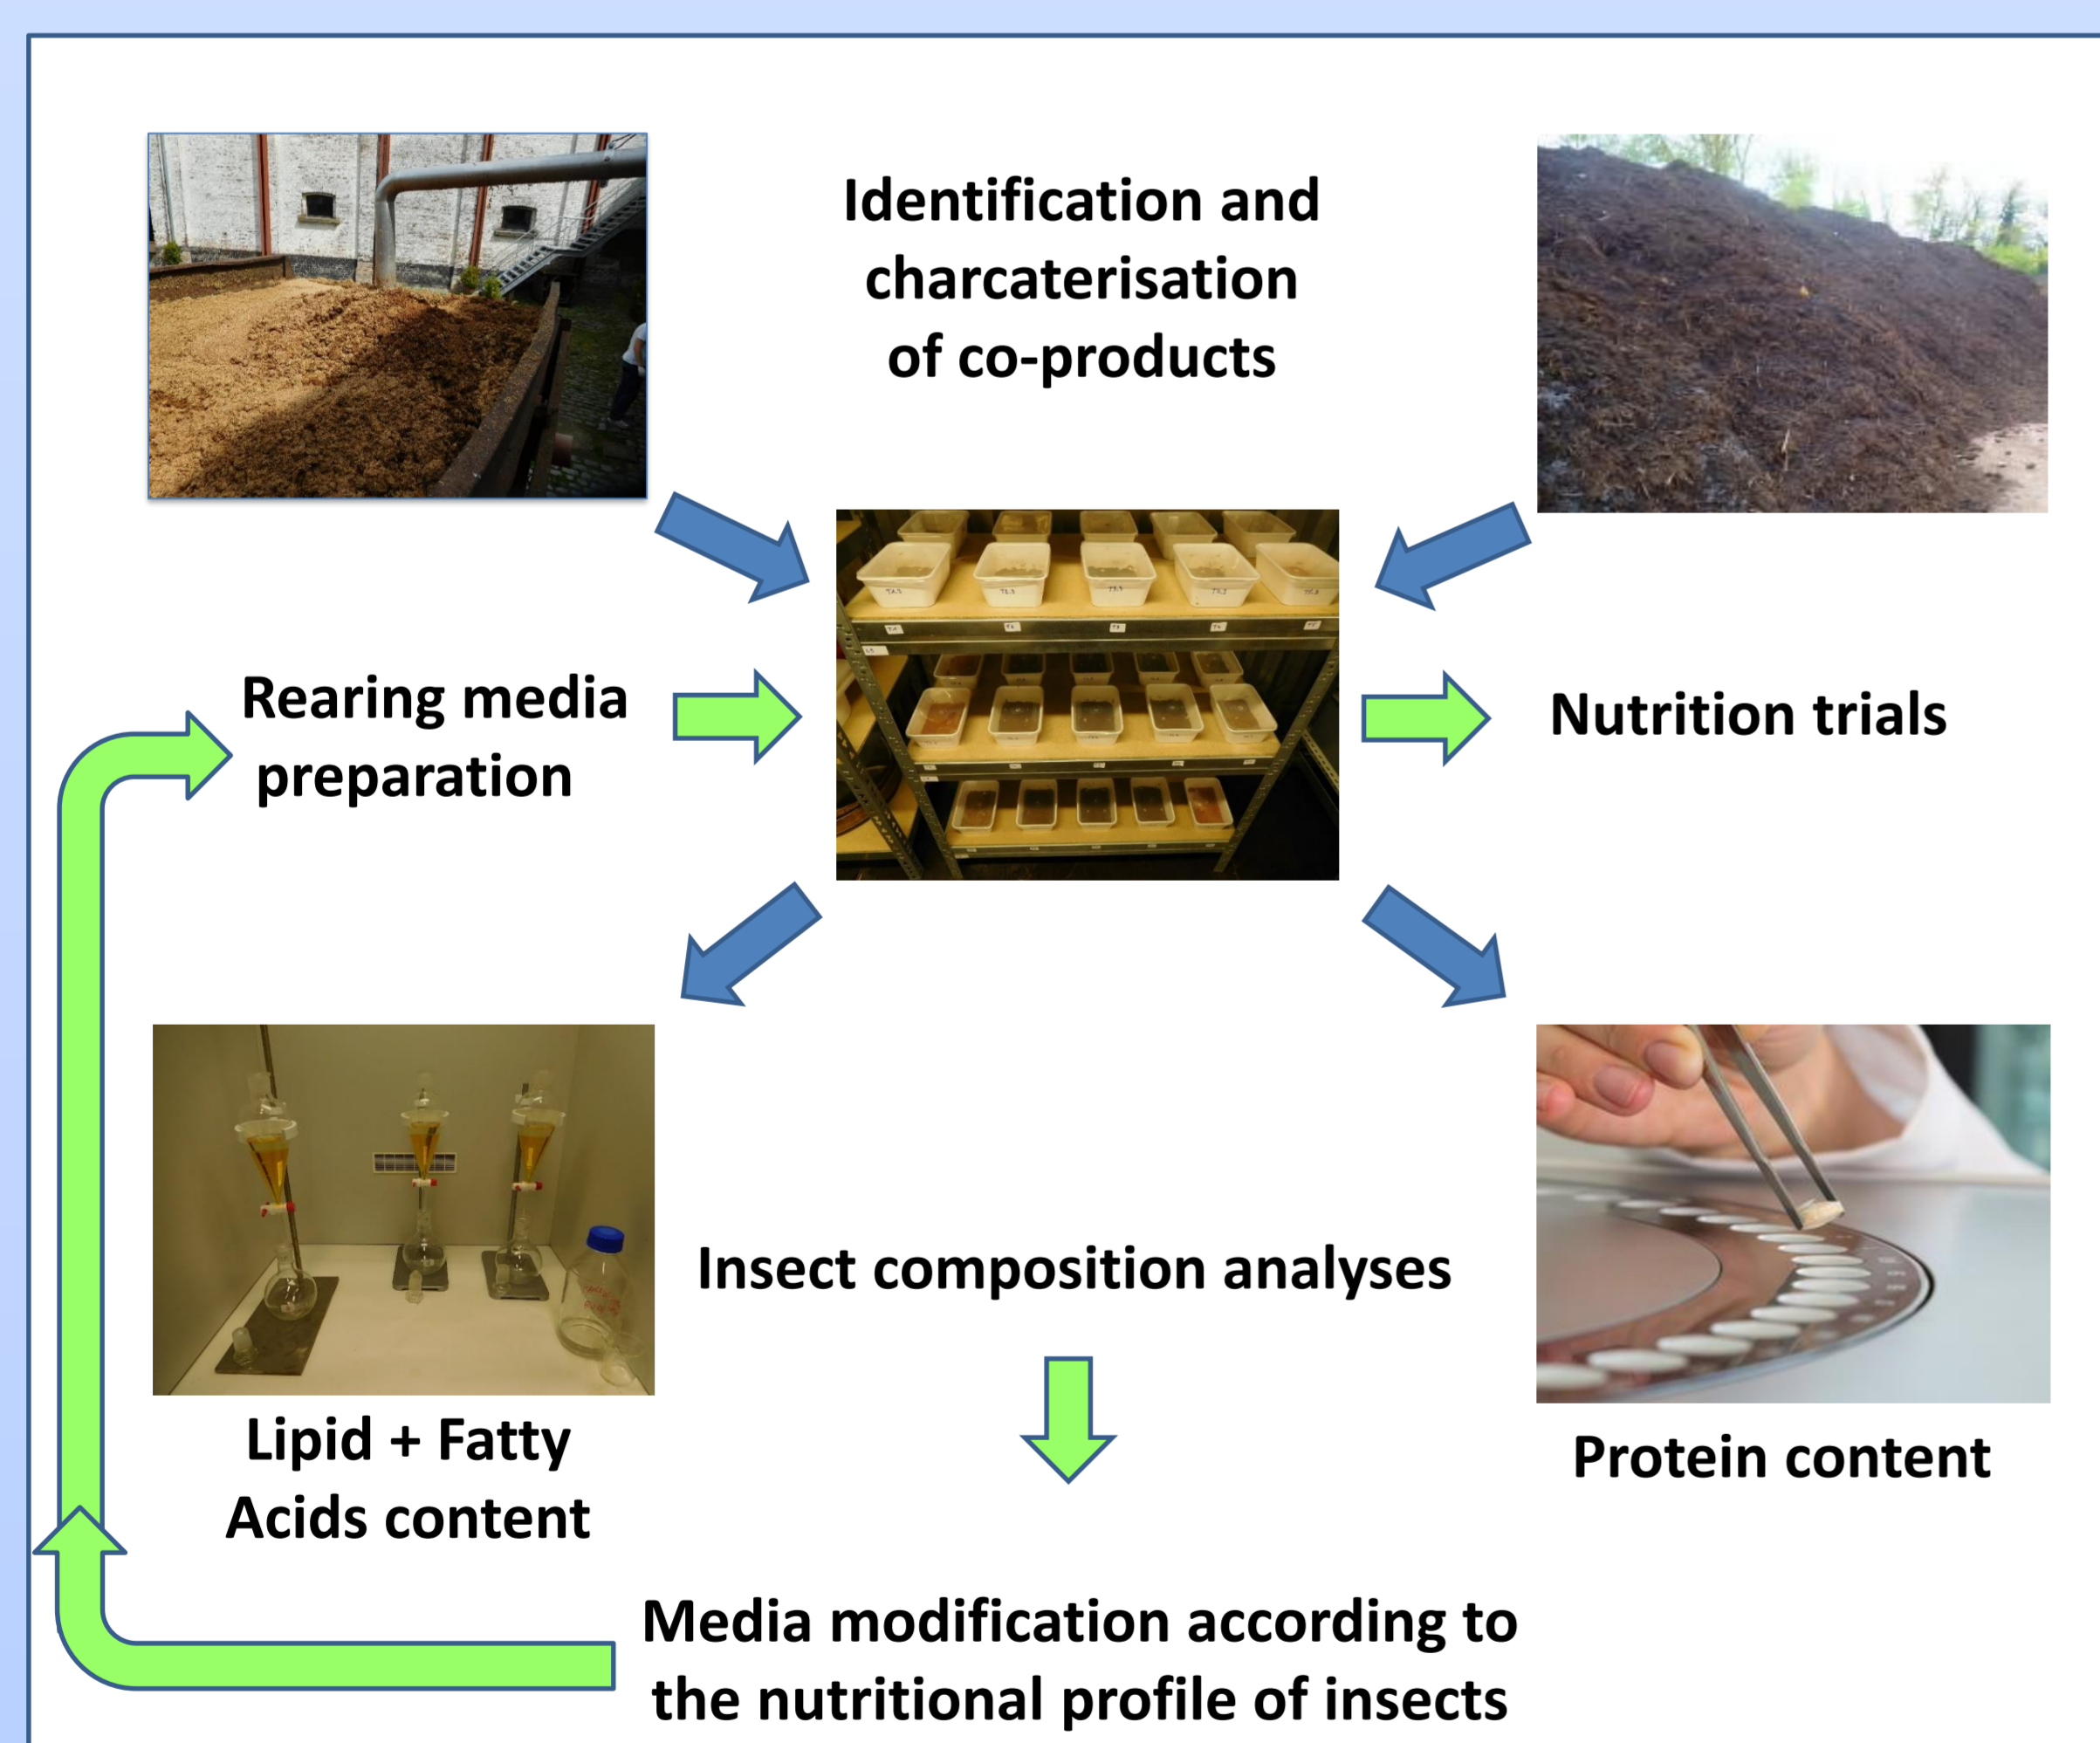 Identification and
charcaterisation
of co-products
Rearing media
preparation
Nutrition trials
Insect composition analyses
Lipid + Fatty
Acids content
Protein content
Media modification according to
the nutritional profile of insects